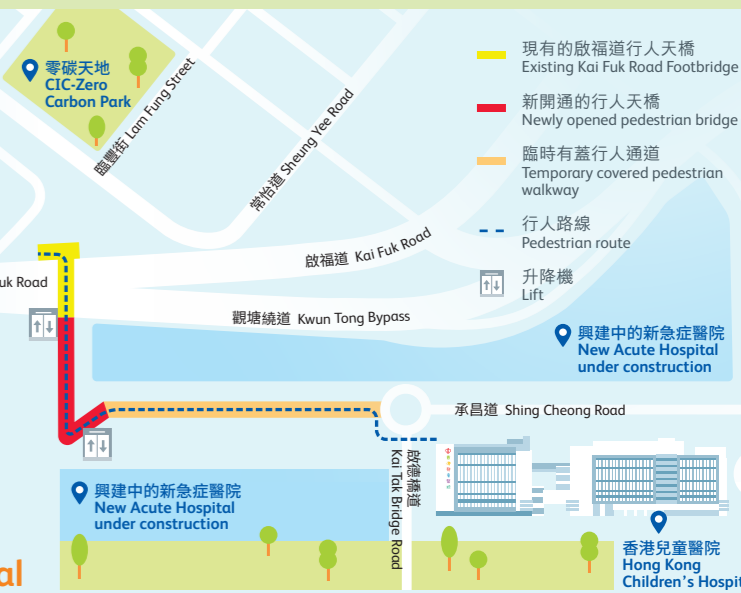 零碳天地
CIC-Zero
Carbon Park
臨豐街 Lam Fung Street
常怡道 Sheung Yee Road
現有的啟福道行人天橋
Existing Kai Fuk Road Footbridge
新開通的行人天橋
Newly opened pedestrian bridge
臨時有蓋行人通道
Temporary covered pedestrian
walkway
行人路線
Pedestrian route
升降機
Lift
uk Road
啟福道 Kai Fuk Road
觀塘繞道 Kwun Tong Bypass
興建中的新急症醫院
New Acute Hospital
under construction
承昌道 Shing Cheong Road
啟德橋道
Kai Tak Bridge Road
興建中的新急症醫院
New Acute Hospital
under construction
香港兒童醫院
Hong Kong
Children's Hospit
al